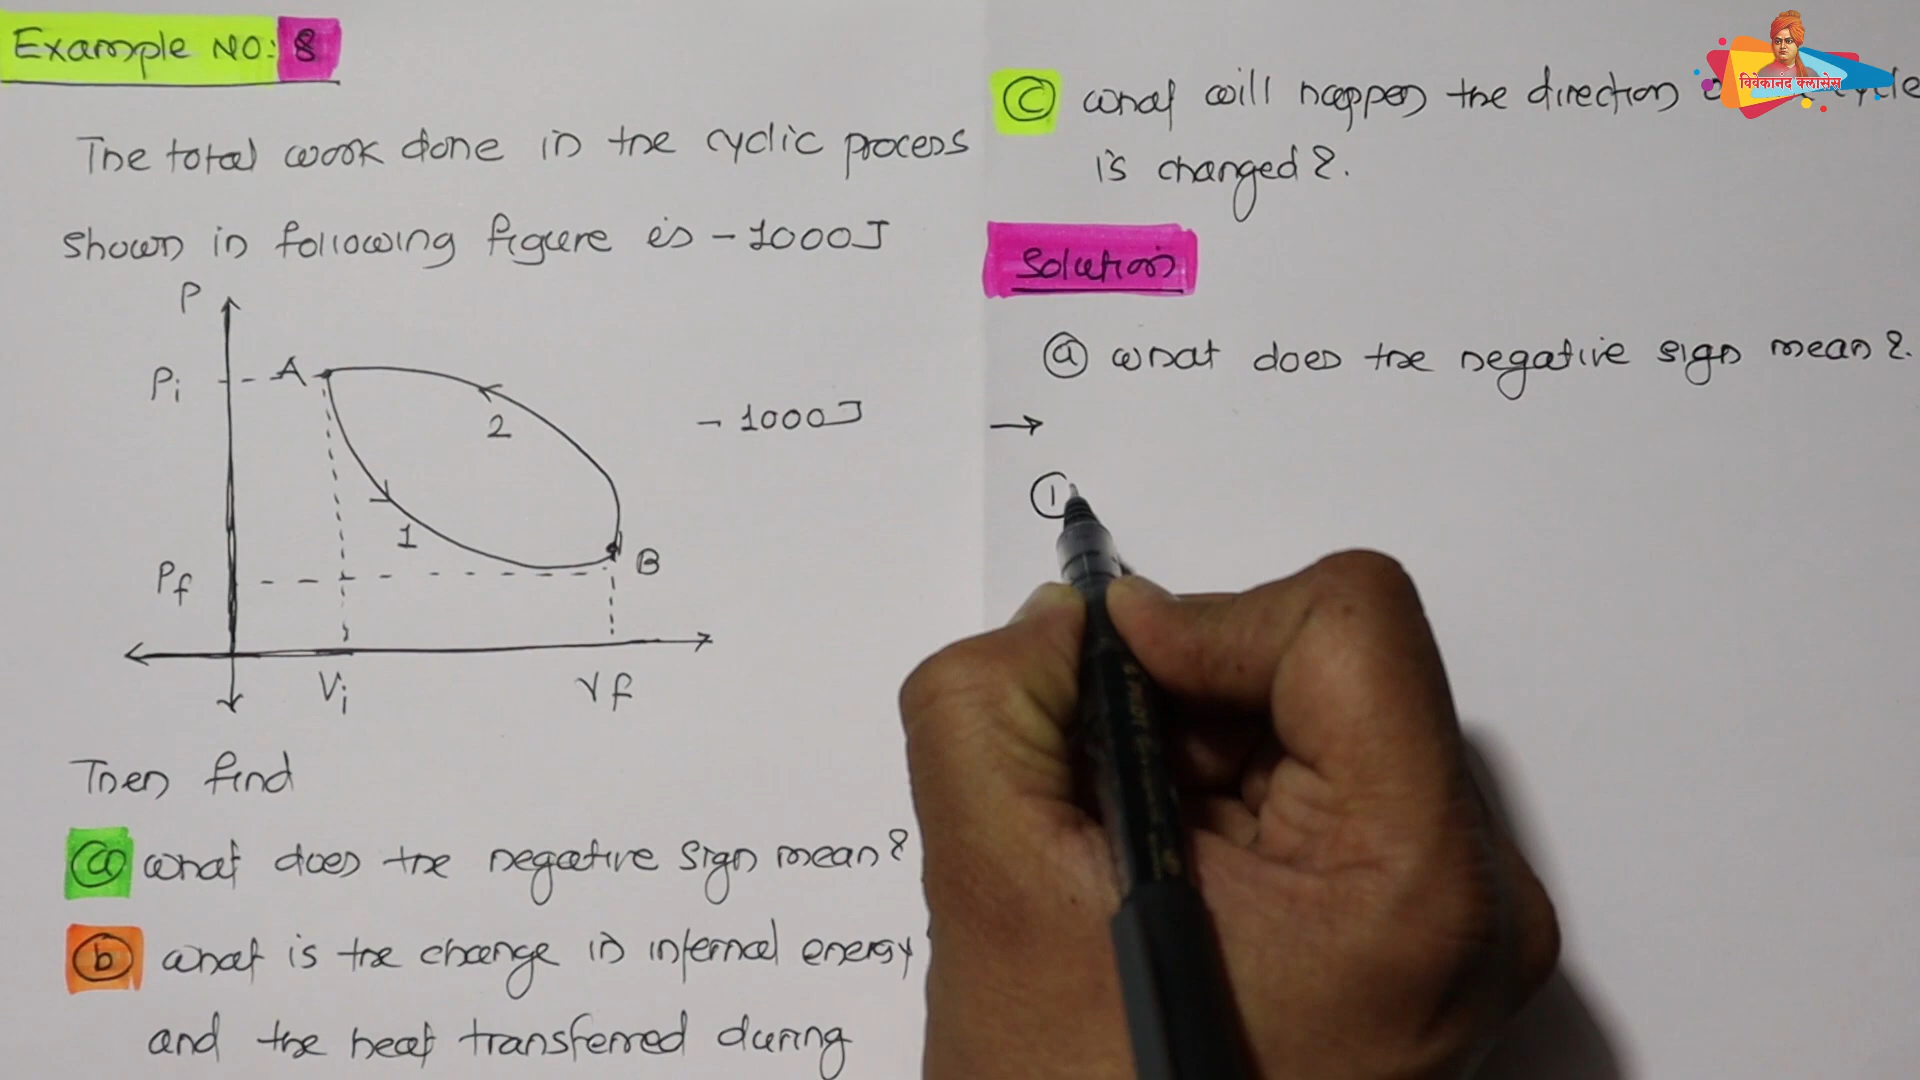 Example NO: 8
The total work done in the cyclic process
shown in following figure is - 1000J
P
Pi
A
2
- 1000J
1
B
Pf
Vi
Vf
Then find
a what does the negative sign mean?
b what is the change in internal energy
and the heat transferred during
c what will happen the direction
cle
is changed?.
Solution
a what does the negative sign mean?.
→
1
विवेकानंद क्लासेस